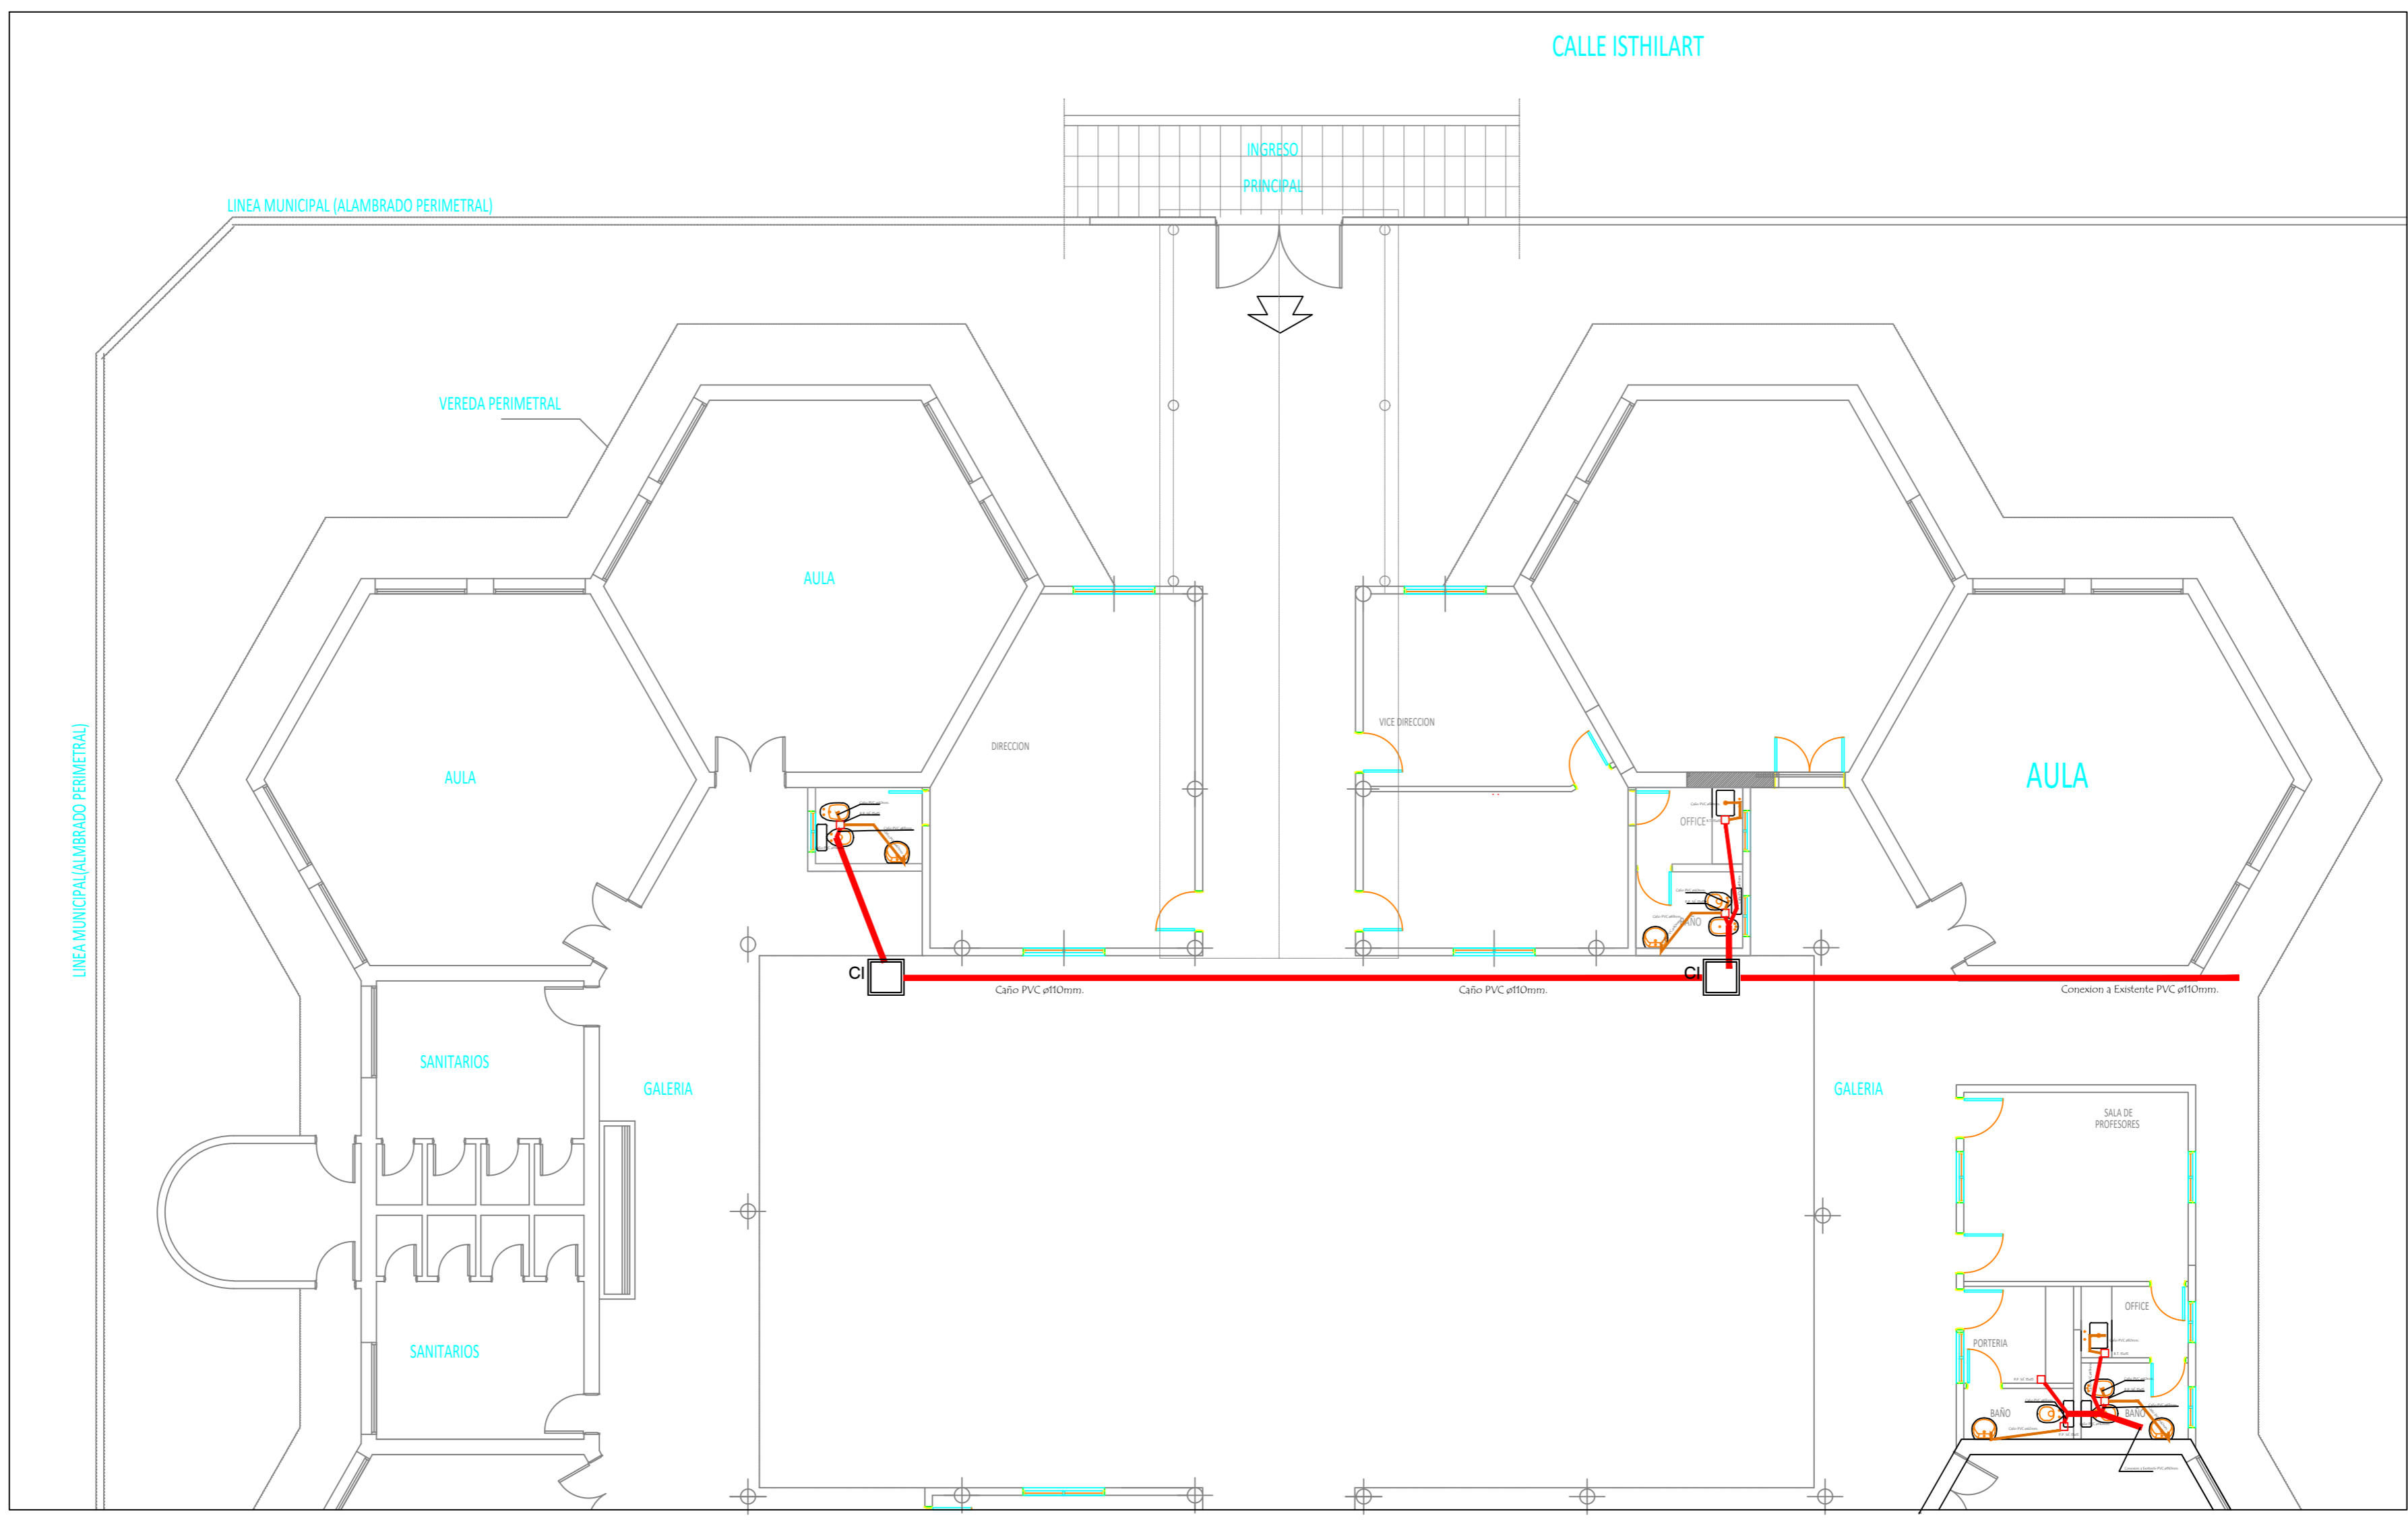 CALLE ISTHILART
INGRESO
PRINCIPAL
LINEA MUNICIPAL (ALAMBRADO PERIMETRAL)
VEREDA PERIMETRAL
AULA
AULA
LINEA MUNICIPAL(ALMBRADO PERIMETRAL)
DIRECCION
VICE DIRECCION
AULA
OFFICE
BAÑO
CI
CI
Caño PVC ø110mm.
Caño PVC ø110mm.
Conexion a Existente PVC ø110mm.
SANITARIOS
GALERIA
GALERIA
SALA DE
PROFESORES
OFFICE
PORTERIA
SANITARIOS
BAÑO
BAÑO